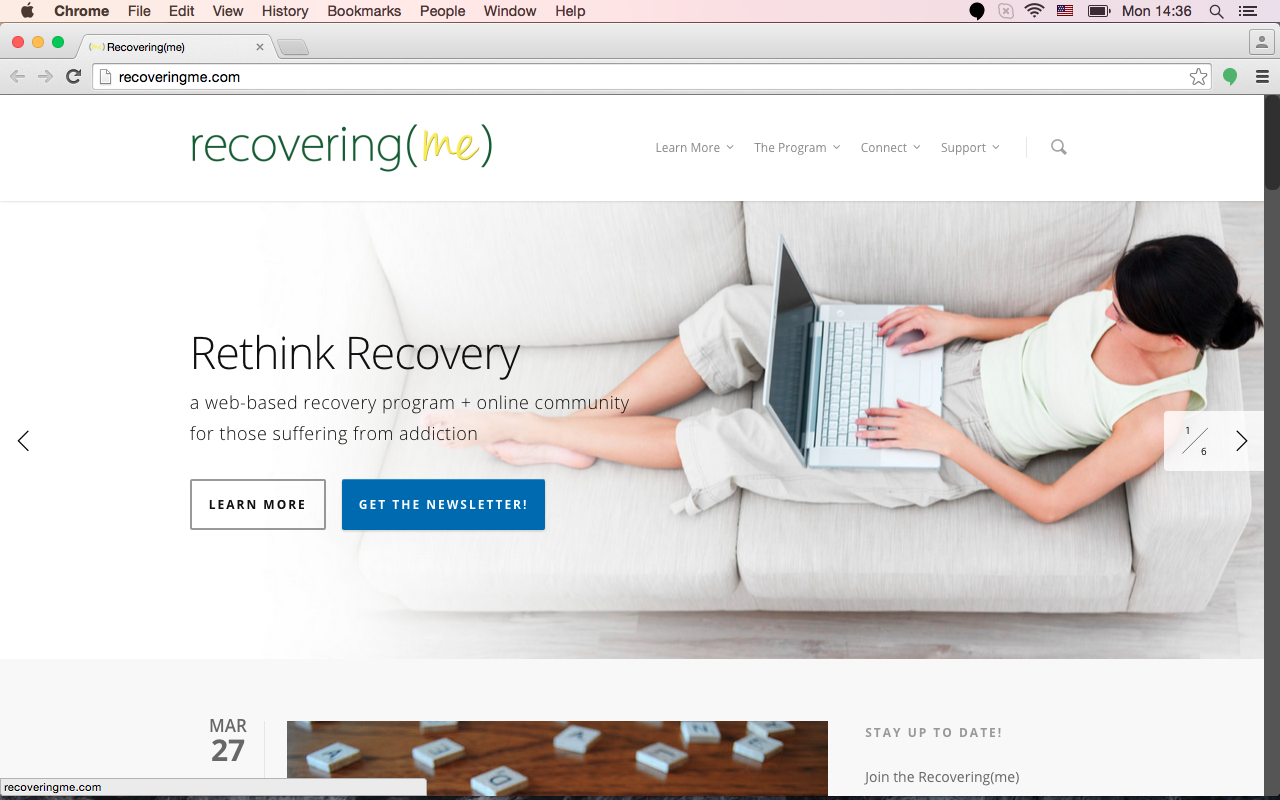 Chrome File Edit View History Bookmarks People Window Help Mon 14:36
(me) Recovering(me)
recoveringme.com
recovering(me)
Learn More The Program Connect Support
Rethink Recovery
a web-based recovery program + online community
for those suffering from addiction
1
6
LEARN MORE GET THE NEWSLETTER!
MAR
27
STAY UP TO DATE!
Join the Recovering(me)
recoveringme.com